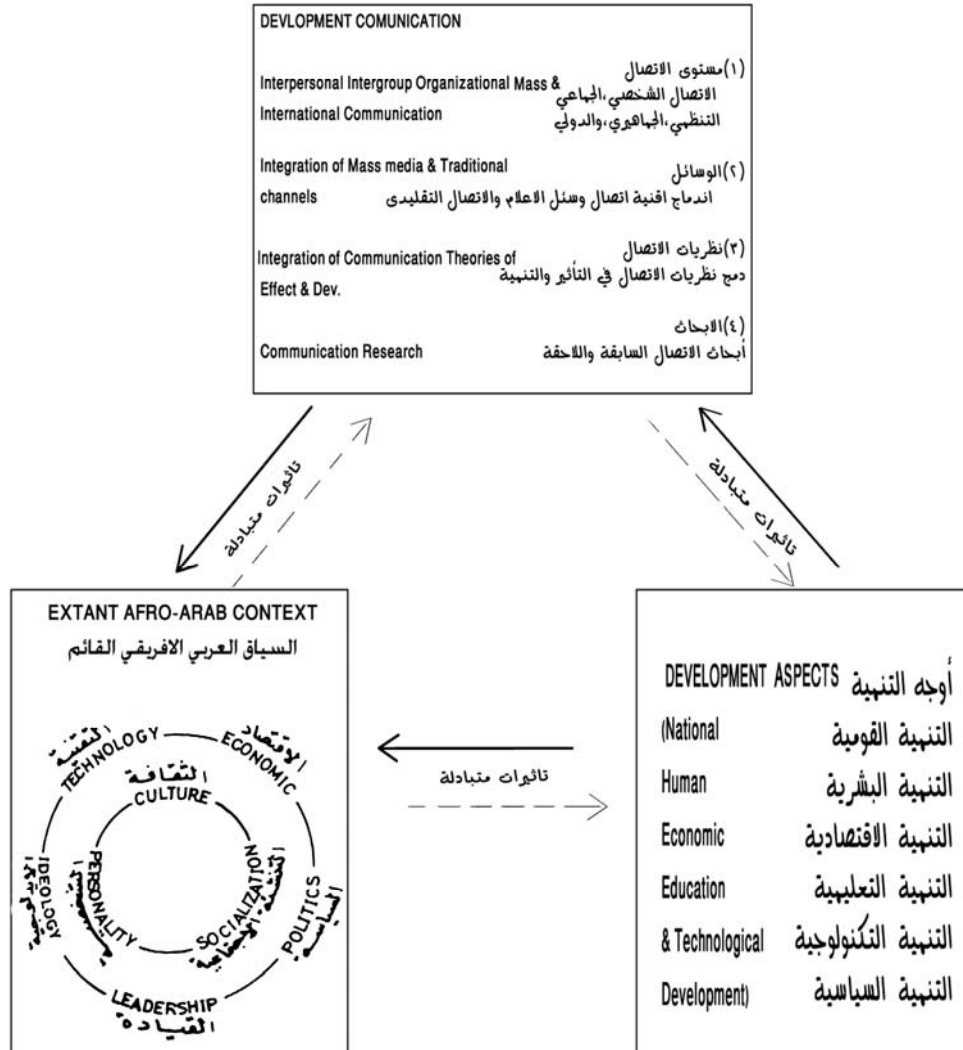 DEVLOPMENT COMUNICATION
(١)مستوى الاتصال
Interpersonal Intergroup Organizational Mass &
الاتصال الشخصي،الجماعي
International Communication
التنظمي،الجماهيري،والدولي
(٢)الوسائل
Integration of Mass media & Traditional
channels
اندماج اقنية اتصال وسئل الاعلام والاتصال التقليدى
(٣)نظريات الاتصال
Integration of Communication Theories of
دمج نظريات الاتصال في التأثير والتنمية
Effect & Dev.
(٤)الابحاث
Communication Research
أبحاث الاتصال السابقة واللاحقة
تاثيرات متبادلة
تاثيرات متبادلة
EXTANT AFRO-ARAB CONTEXT
السياق العربي الافريقي القائم
التقنية
TECHNOLOGY
الاقتصاد
ECONOMIC
الثقافة
CULTURE
IDEOLOGY
PERSONALITY
الشخصية
SOCIALIZATION
التنشئة الاجتماعية
POLITICS
السياسة
LEADERSHIP
القيادة
تاثيرات متبادلة
DEVELOPMENT ASPECTS أوجه التنمية
(National التنمية القومية
Human التنمية البشرية
Economic التنمية الاقتصادية
Education التنمية التعليمية
& Technological التنمية التكنولوجية
Development) التنمية السياسية